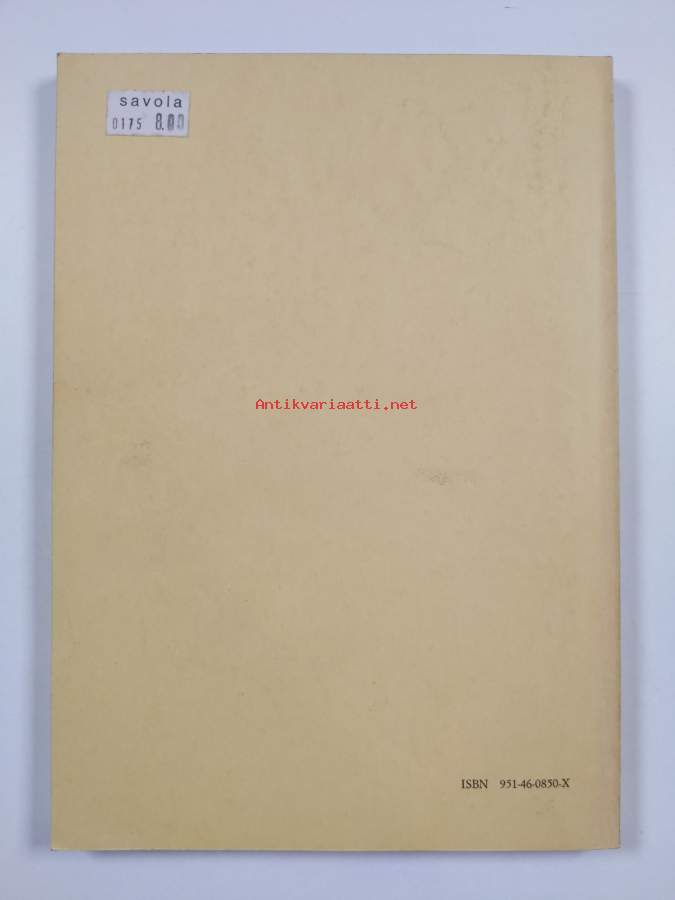 savola
0175 8.00
Antikvariaatti.net
ISBN 951-46-0850-X